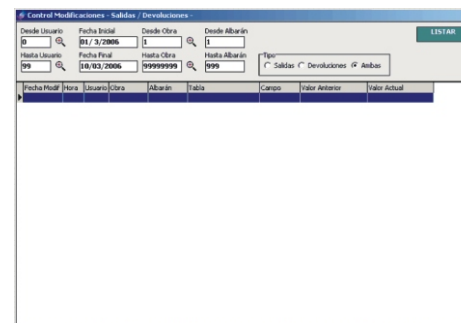 Control Modificaciones - Salidas / Devoluciones -
Desde Usuario Fecha Inicial Desde Obra Desde Albarán LISTAR
0 01/ 3/2006 1 1
Hasta Usuario Fecha Final Hasta Obra Hasta Albarán Tipo
99 10/03/2006 99999999 999 Salidas Devoluciones Ambas
Fecha Modif Hora Usuario Obra Albarán Tabla Campo Valor Anterior Valor Actual